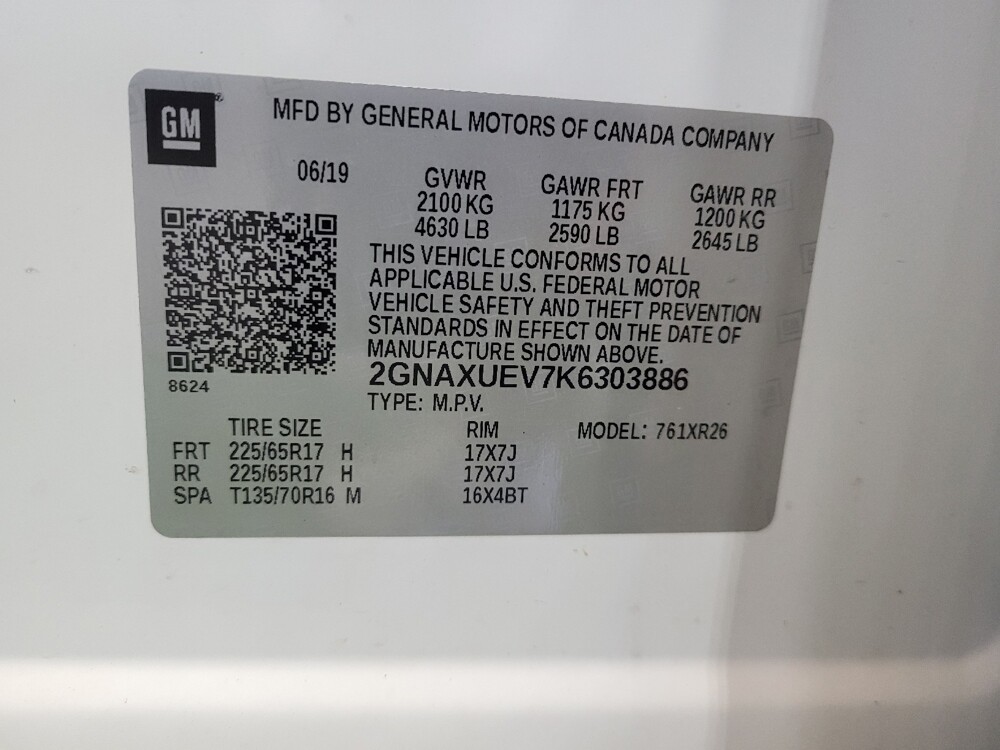 GM
MFD BY GENERAL MOTORS OF CANADA COMPANY
06/19
GVWR GAWR FRT GAWR RR
2100 KG 1175 KG 1200 KG
4630 LB 2590 LB 2645 LB
THIS VEHICLE CONFORMS TO ALL
APPLICABLE U.S. FEDERAL MOTOR
VEHICLE SAFETY AND THEFT PREVENTION
STANDARDS IN EFFECT ON THE DATE OF
MANUFACTURE SHOWN ABOVE.
8624
2GNAXUEV7K6303886
TYPE: M.P.V.
TIRE SIZE RIM MODEL: 761XR26
FRT 225/65R17 H 17X7J
RR 225/65R17 H 17X7J
SPA T135/70R16 M 16X4BT